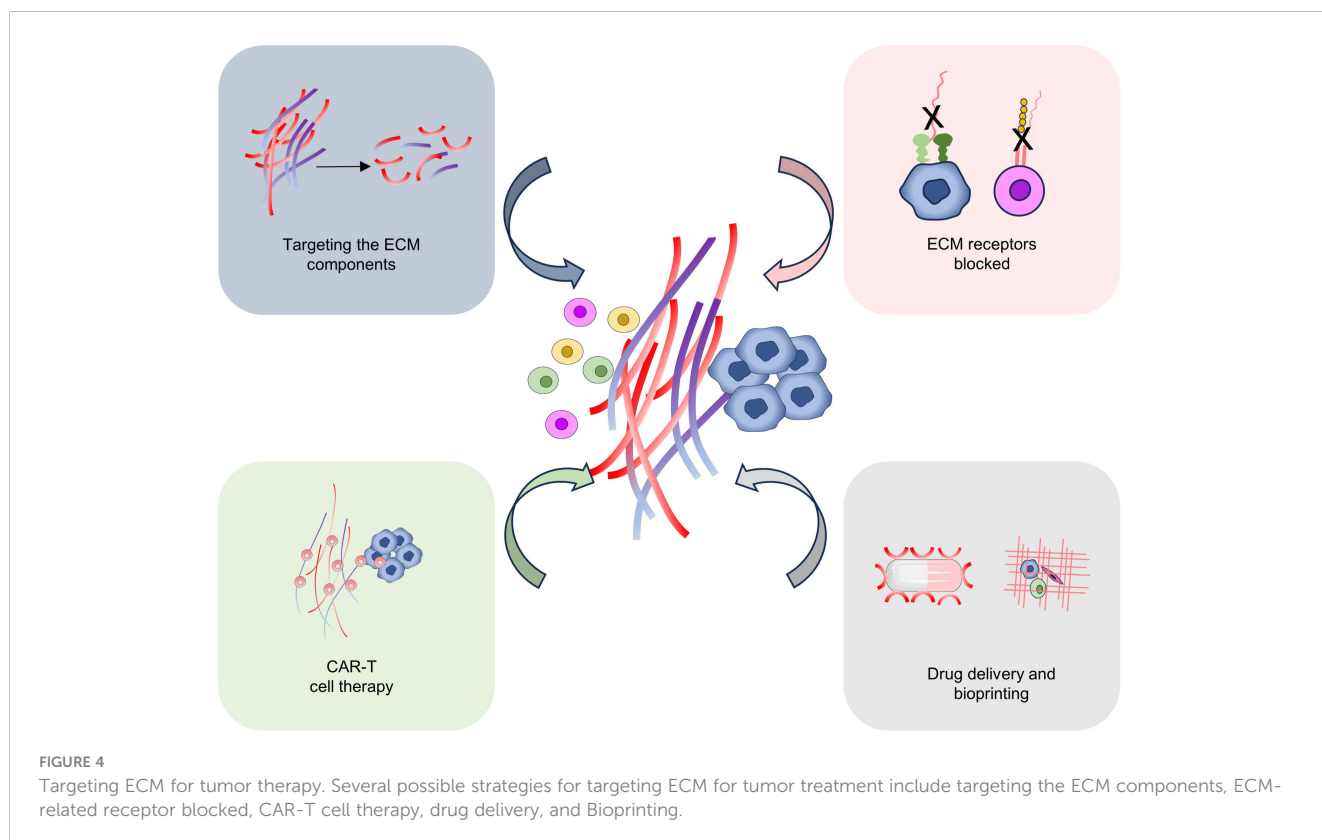 Targeting the ECM
components
ECM receptors
blocked
X
X
CAR-T
cell therapy
Drug delivery and
bioprinting
FIGURE 4
Targeting ECM for tumor therapy. Several possible strategies for targeting ECM for tumor treatment include targeting the ECM components, ECM-
related receptor blocked, CAR-T cell therapy, drug delivery, and Bioprinting.